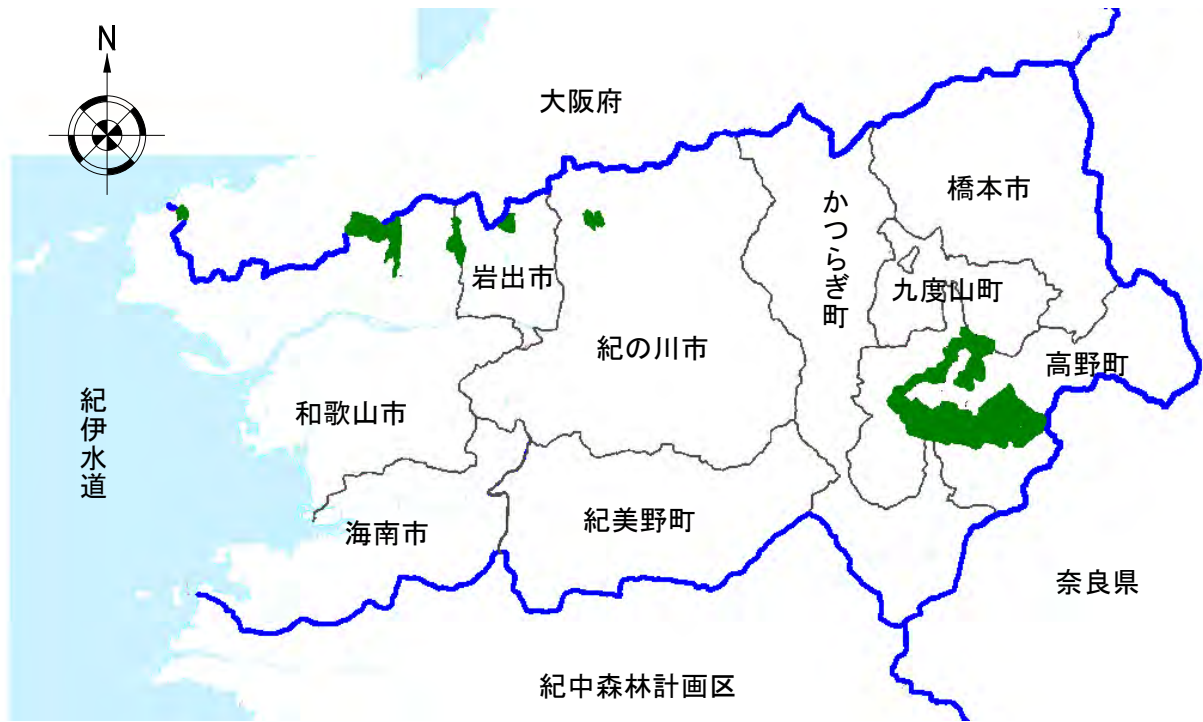 N
大阪府
橋本市
かつらぎ町
岩出市
九度山町
紀の川市
高野町
紀伊水道
和歌山市
海南市
紀美野町
奈良県
紀中森林計画区